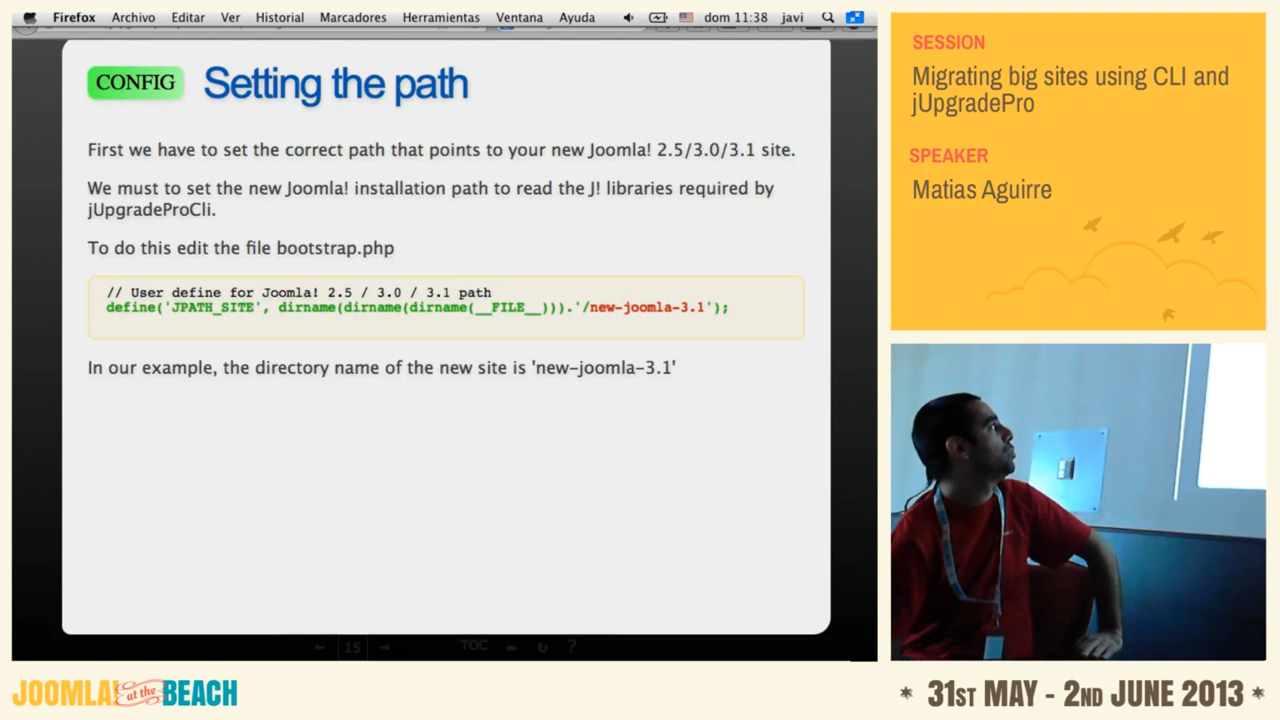 Firefox Archivo Editar Ver Historial Marcadores Herramientas Ventana Ayuda dom 11:38 javi
CONFIG Setting the path
First we have to set the correct path that points to your new Joomla! 2.5/3.0/3.1 site.
We must to set the new Joomla! installation path to read the J! libraries required by
jUpgradeProCli.
To do this edit the file bootstrap.php
// User define for Joomla! 2.5 / 3.0 / 3.1 path
define('JPATH_SITE', dirname(dirname(dirname(__FILE__))).'/new-joomla-3.1');
In our example, the directory name of the new site is 'new-joomla-3.1'
← 15 → TOC ?
SESSION
Migrating big sites using CLI and
jUpgradePro
SPEAKER
Matias Aguirre
JOOMLA! at the BEACH
* 31ST MAY - 2ND JUNE 2013 *